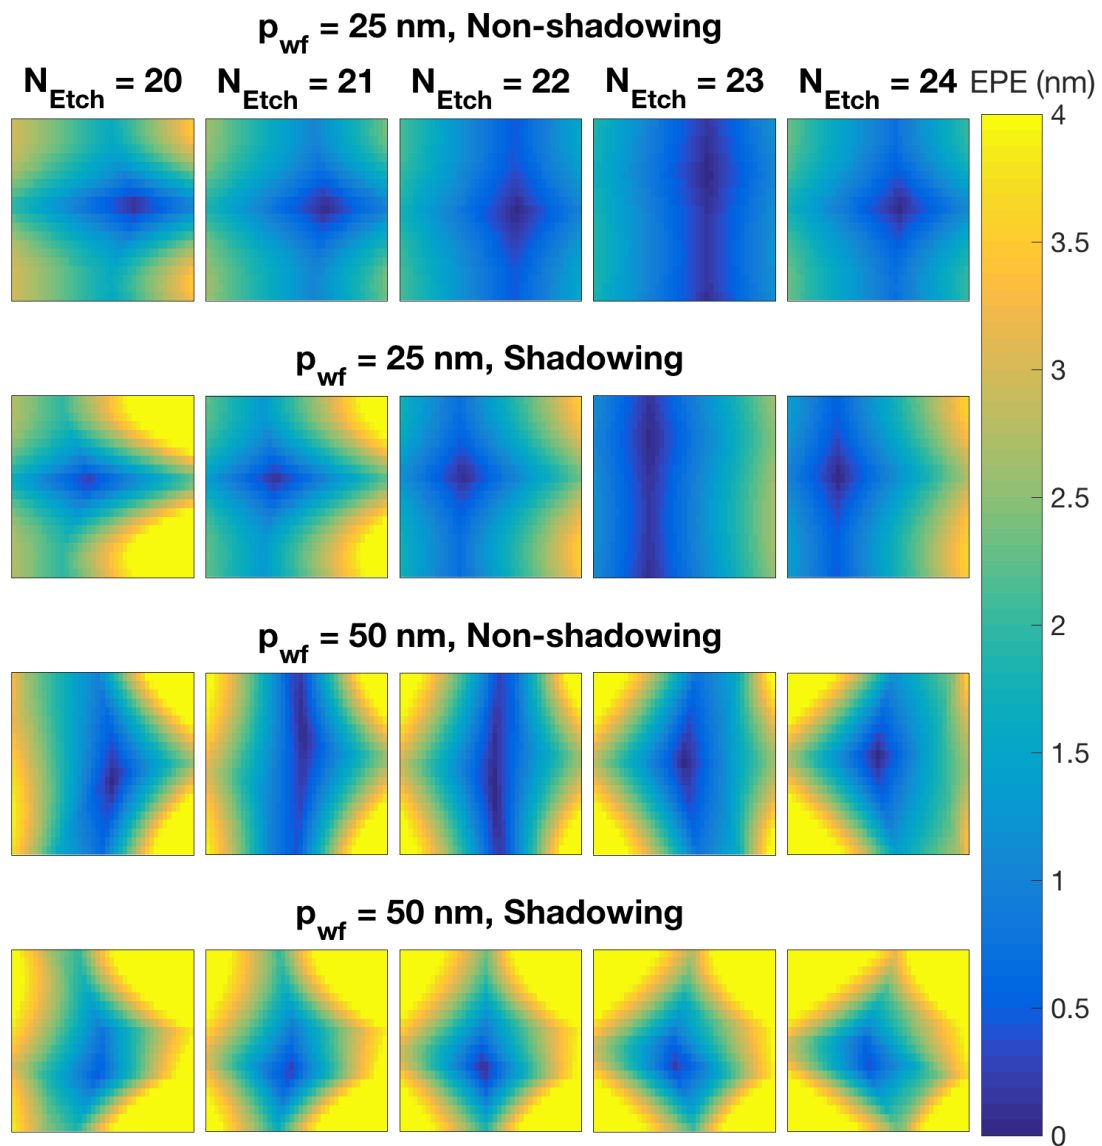 p_wf = 25 nm, Non-shadowing
N_Etch = 20 N_Etch = 21 N_Etch = 22 N_Etch = 23 N_Etch = 24 EPE (nm)
4
3.5
p_wf = 25 nm, Shadowing
3
2.5
2
p_wf = 50 nm, Non-shadowing
1.5
1
p_wf = 50 nm, Shadowing
0.5
0